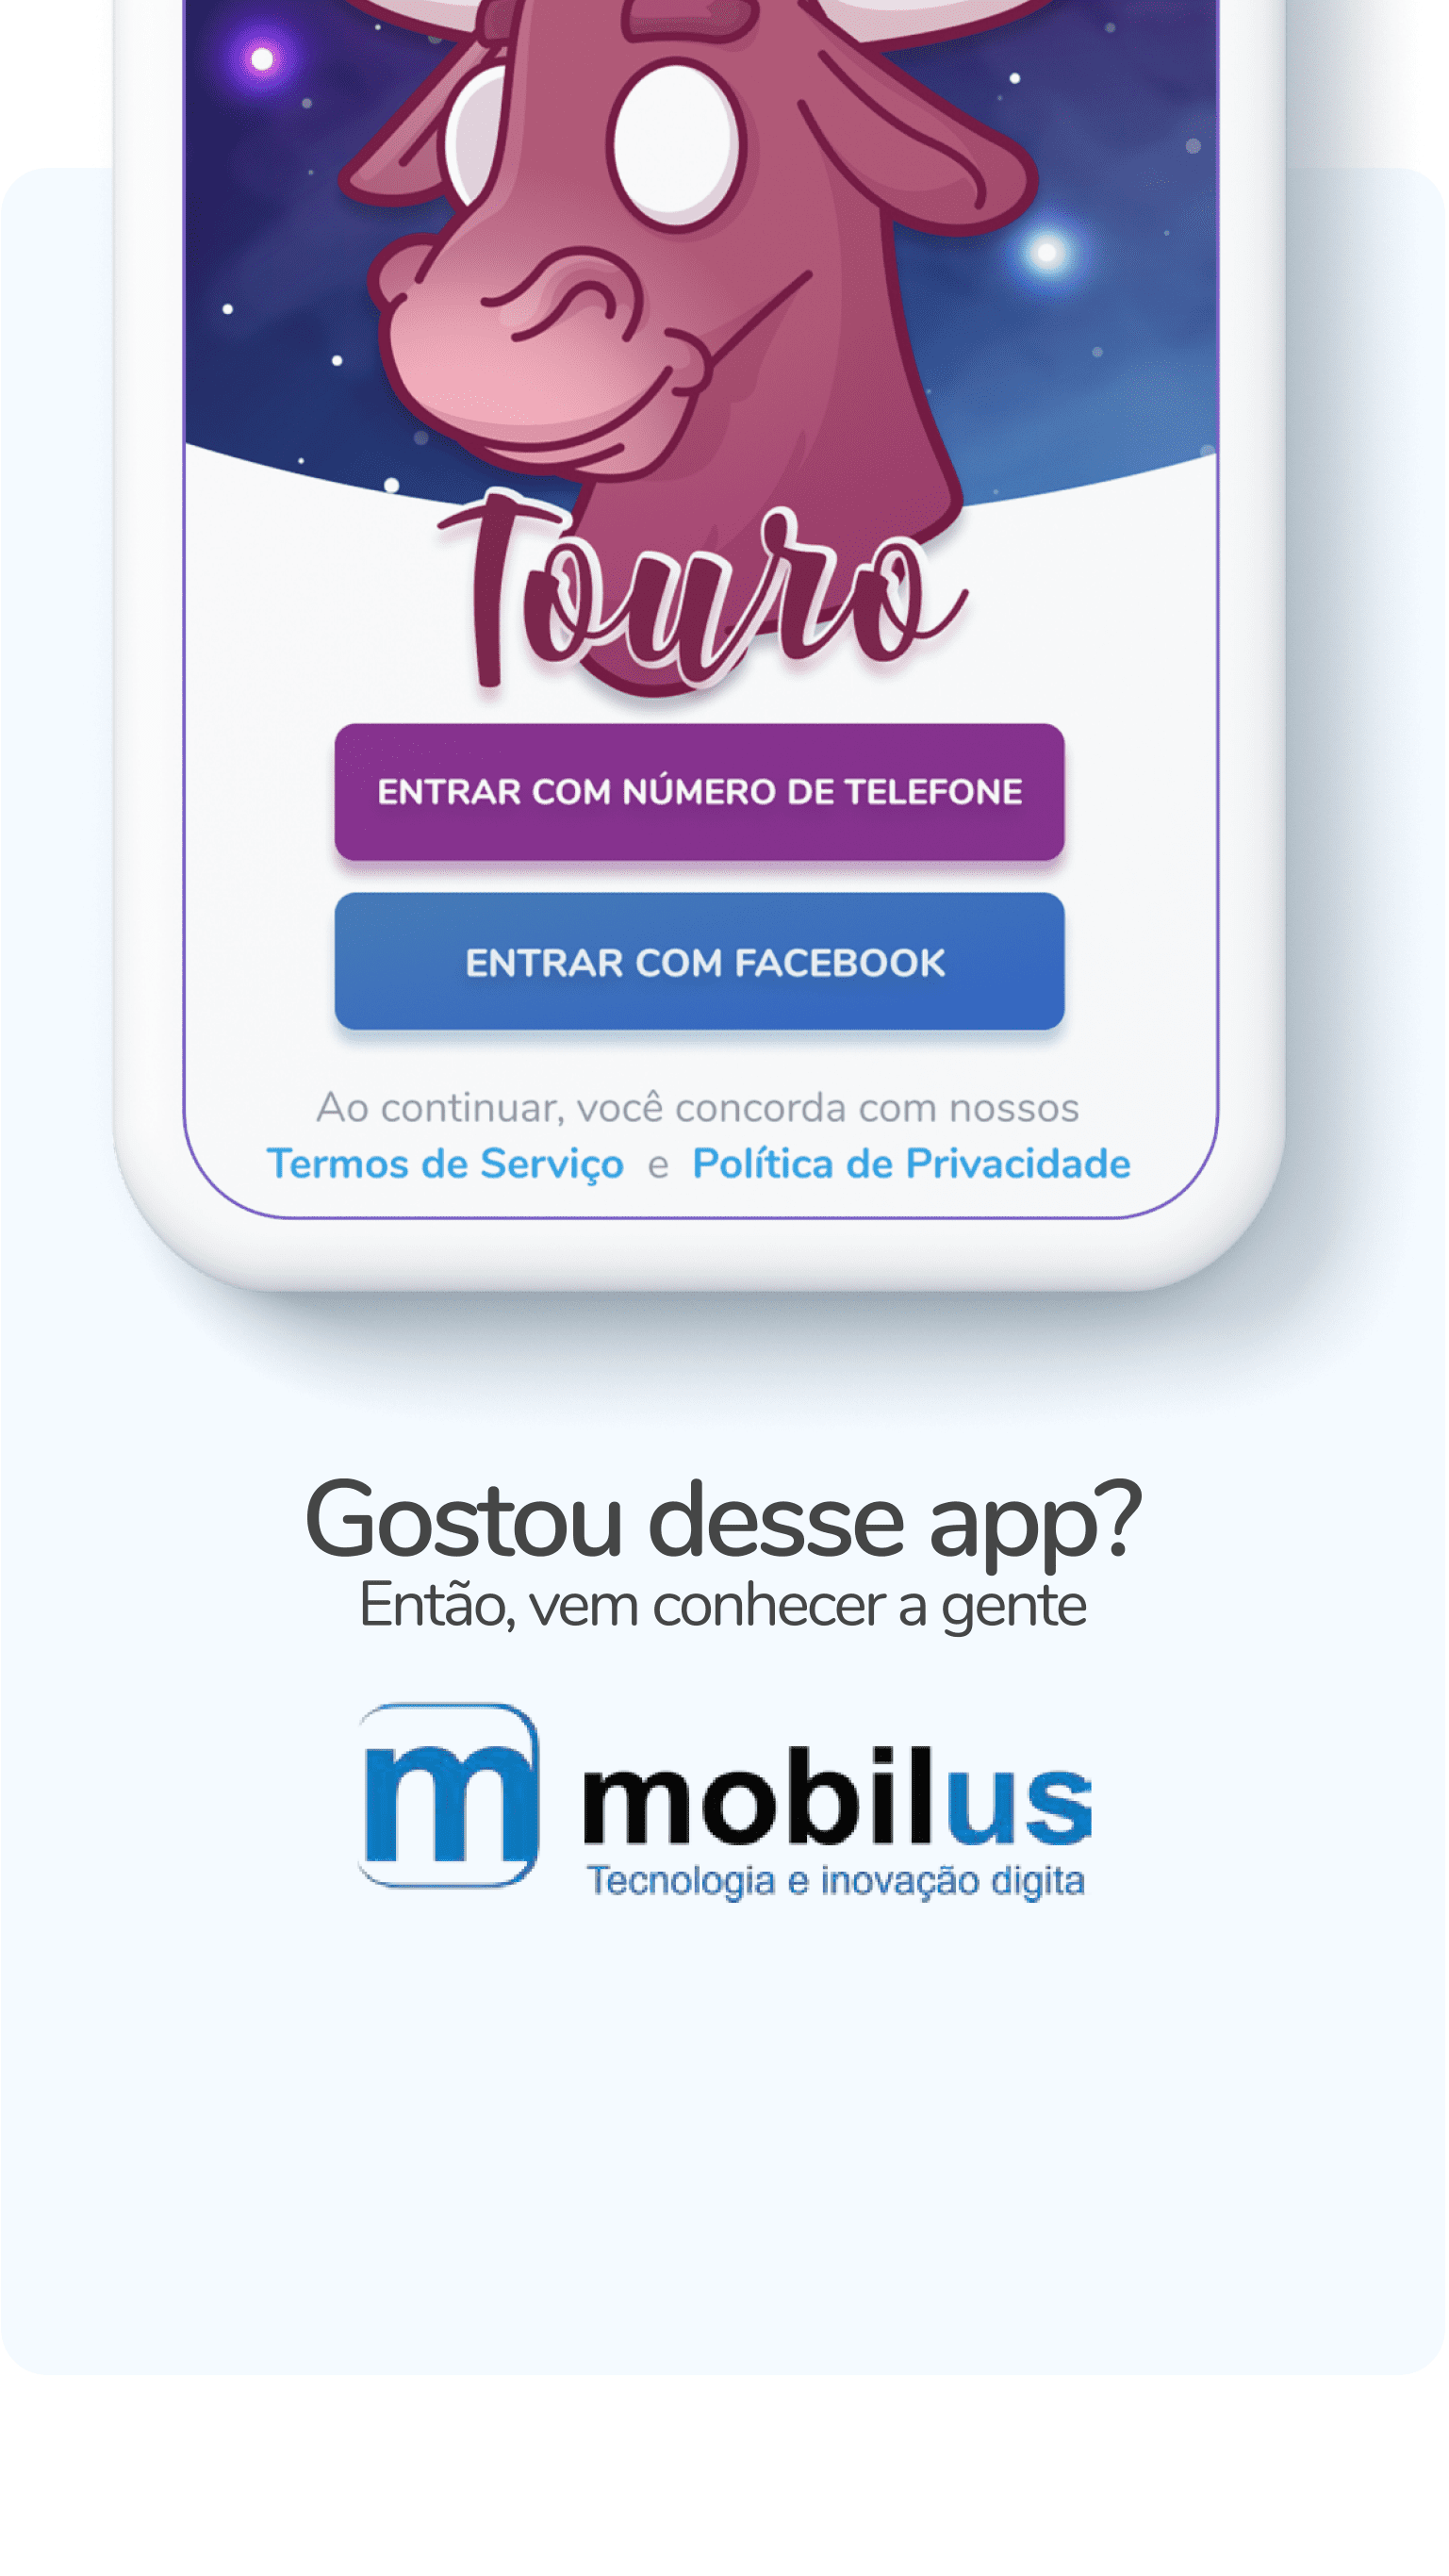 Touro
ENTRAR COM NÚMERO DE TELEFONE
ENTRAR COM FACEBOOK
Ao continuar, você concorda com nossos
Termos de Serviço e Política de Privacidade
Gostou desse app?
Então, vem conhecer a gente
m mobilus
Tecnologia e inovação digita